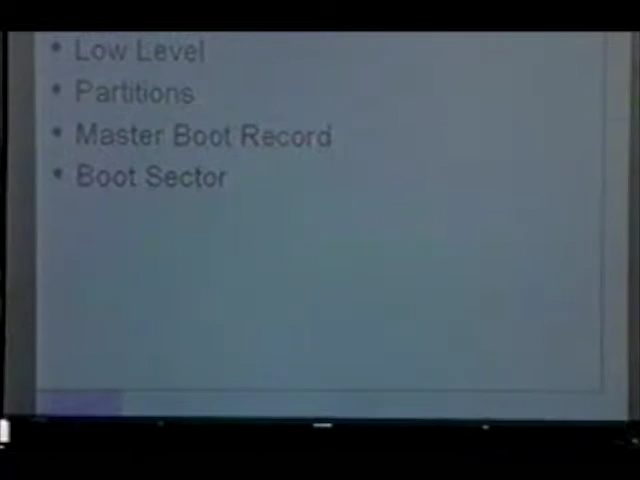 • Low Level
• Partitions
• Master Boot Record
• Boot Sector